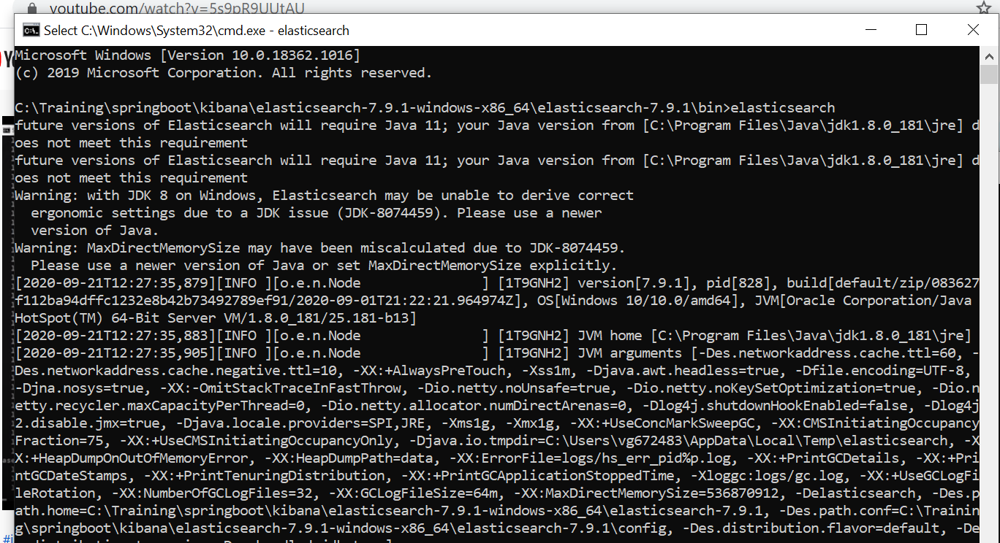 youtube.com/watch?v=5s9pR9UUtAU
Select C:\Windows\System32\cmd.exe - elasticsearch
Microsoft Windows [Version 10.0.18362.1016]
(c) 2019 Microsoft Corporation. All rights reserved.
C:\Training\springboot\kibana\elasticsearch-7.9.1-windows-x86_64\elasticsearch-7.9.1\bin>elasticsearch
future versions of Elasticsearch will require Java 11; your Java version from [C:\Program Files\Java\jdk1.8.0_181\jre] d
oes not meet this requirement
future versions of Elasticsearch will require Java 11; your Java version from [C:\Program Files\Java\jdk1.8.0_181\jre] d
oes not meet this requirement
Warning: with JDK 8 on Windows, Elasticsearch may be unable to derive correct
ergonomic settings due to a JDK issue (JDK-8074459). Please use a newer
version of Java.
Warning: MaxDirectMemorySize may have been miscalculated due to JDK-8074459.
Please use a newer version of Java or set MaxDirectMemorySize explicitly.
[2020-09-21T12:27:35,879][INFO ][o.e.n.Node               ] [1T9GNH2] version[7.9.1], pid[828], build[default/zip/083627
f112ba94dffc1232e8b42b73492789ef91/2020-09-01T21:22:21.964974Z], OS[Windows 10/10.0/amd64], JVM[Oracle Corporation/Java
HotSpot(TM) 64-Bit Server VM/1.8.0_181/25.181-b13]
[2020-09-21T12:27:35,883][INFO ][o.e.n.Node               ] [1T9GNH2] JVM home [C:\Program Files\Java\jdk1.8.0_181\jre]
[2020-09-21T12:27:35,905][INFO ][o.e.n.Node               ] [1T9GNH2] JVM arguments [-Des.networkaddress.cache.ttl=60, -
Des.networkaddress.cache.negative.ttl=10, -XX:+AlwaysPreTouch, -Xss1m, -Djava.awt.headless=true, -Dfile.encoding=UTF-8,
-Djna.nosys=true, -XX:-OmitStackTraceInFastThrow, -Dio.netty.noUnsafe=true, -Dio.netty.noKeySetOptimization=true, -Dio.n
etty.recycler.maxCapacityPerThread=0, -Dio.netty.allocator.numDirectArenas=0, -Dlog4j.shutdownHookEnabled=false, -Dlog4j
2.disable.jmx=true, -Djava.locale.providers=SPI,JRE, -Xms1g, -Xmx1g, -XX:+UseConcMarkSweepGC, -XX:CMSInitiatingOccupancy
Fraction=75, -XX:+UseCMSInitiatingOccupancyOnly, -Djava.io.tmpdir=C:\Users\vg672483\AppData\Local\Temp\elasticsearch, -X
X:+HeapDumpOnOutOfMemoryError, -XX:HeapDumpPath=data, -XX:ErrorFile=logs/hs_err_pid%p.log, -XX:+PrintGCDetails, -XX:+Pri
ntGCDateStamps, -XX:+PrintTenuringDistribution, -XX:+PrintGCApplicationStoppedTime, -Xloggc:logs/gc.log, -XX:+UseGCLogFi
leRotation, -XX:NumberOfGCLogFiles=32, -XX:GCLogFileSize=64m, -XX:MaxDirectMemorySize=536870912, -Delasticsearch, -Des.p
ath.home=C:\Training\springboot\kibana\elasticsearch-7.9.1-windows-x86_64\elasticsearch-7.9.1, -Des.path.conf=C:\Trainin
g\springboot\kibana\elasticsearch-7.9.1-windows-x86_64\elasticsearch-7.9.1\config, -Des.distribution.flavor=default, -De